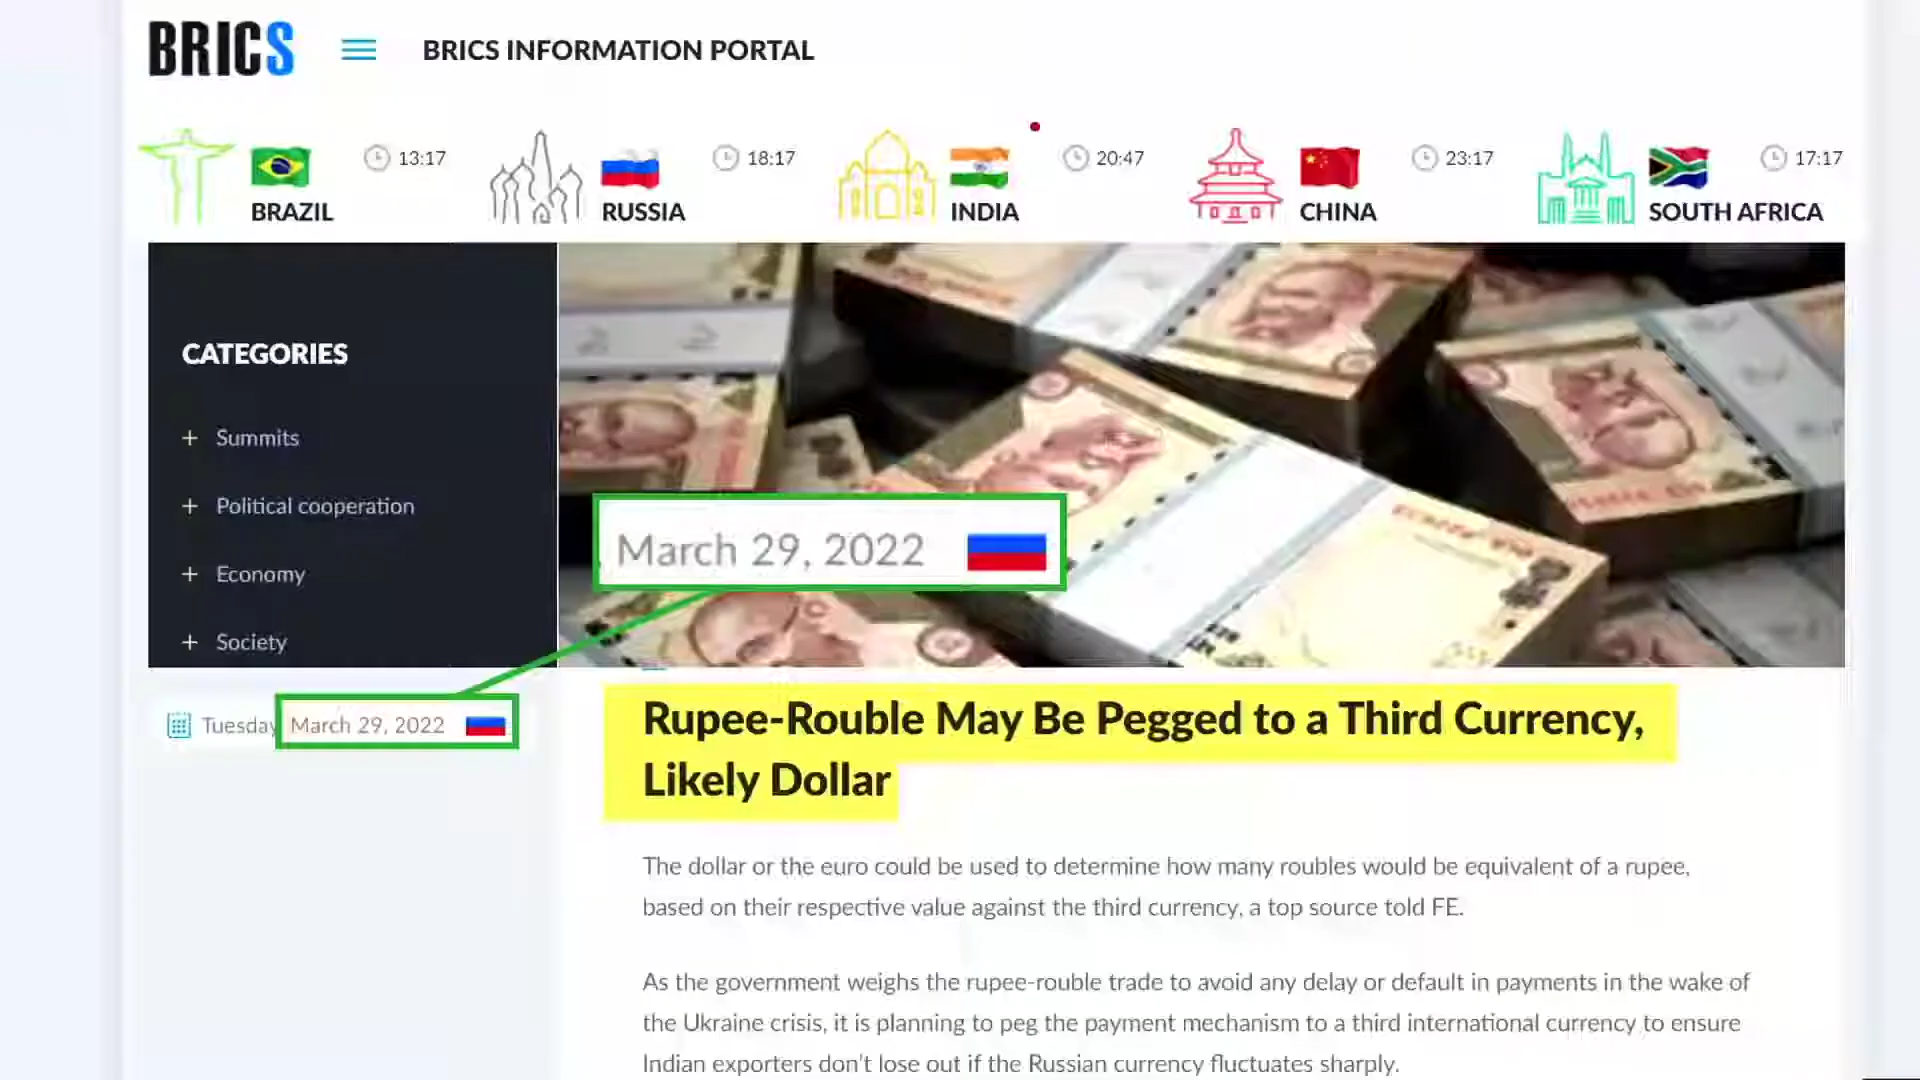 BRICS
BRICS INFORMATION PORTAL
BRAZIL
13:17
RUSSIA
18:17
INDIA
20:47
CHINA
23:17
SOUTH AFRICA
17:17
CATEGORIES
+ Summits
+ Political cooperation
+ Economy
+ Society
March 29, 2022
Tuesday March 29, 2022
Rupee-Rouble May Be Pegged to a Third Currency,
Likely Dollar
The dollar or the euro could be used to determine how many roubles would be equivalent of a rupee,
based on their respective value against the third currency, a top source told FE.
As the government weighs the rupee-rouble trade to avoid any delay or default in payments in the wake of
the Ukraine crisis, it is planning to peg the payment mechanism to a third international currency to ensure
Indian exporters don't lose out if the Russian currency fluctuates sharply.